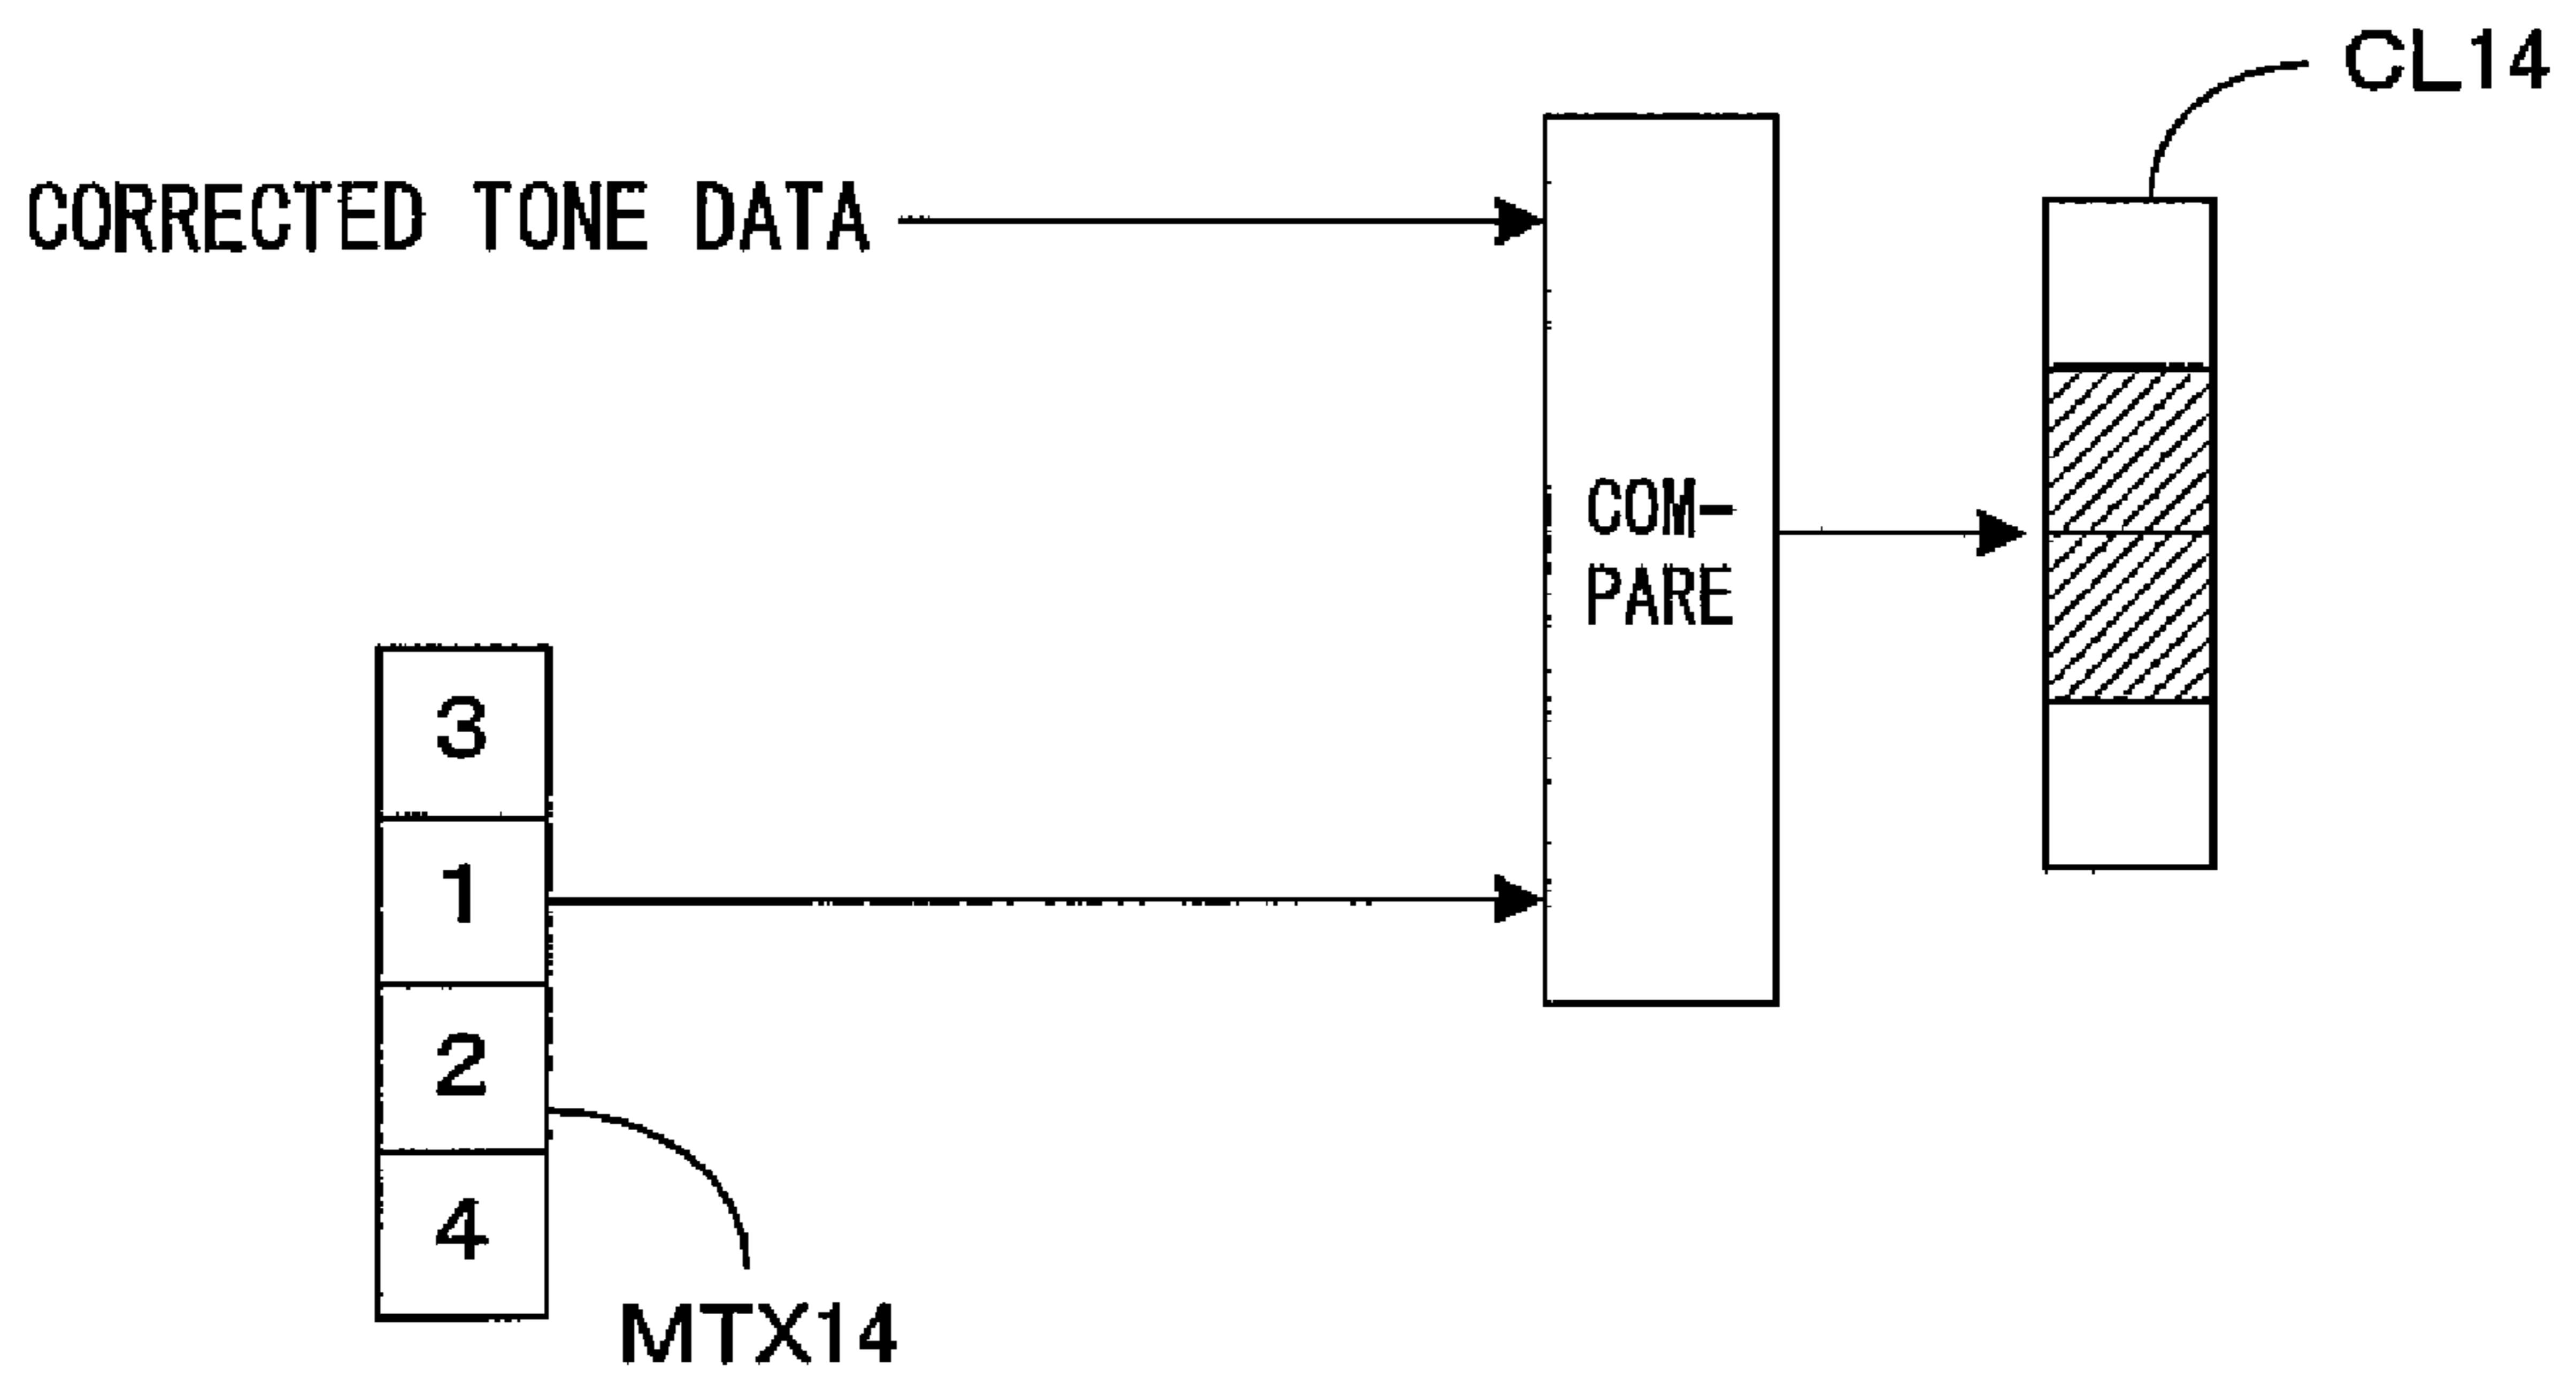 CL14
CORRECTED TONE DATA
COM-
PARE
3
1
2
4
MTX14